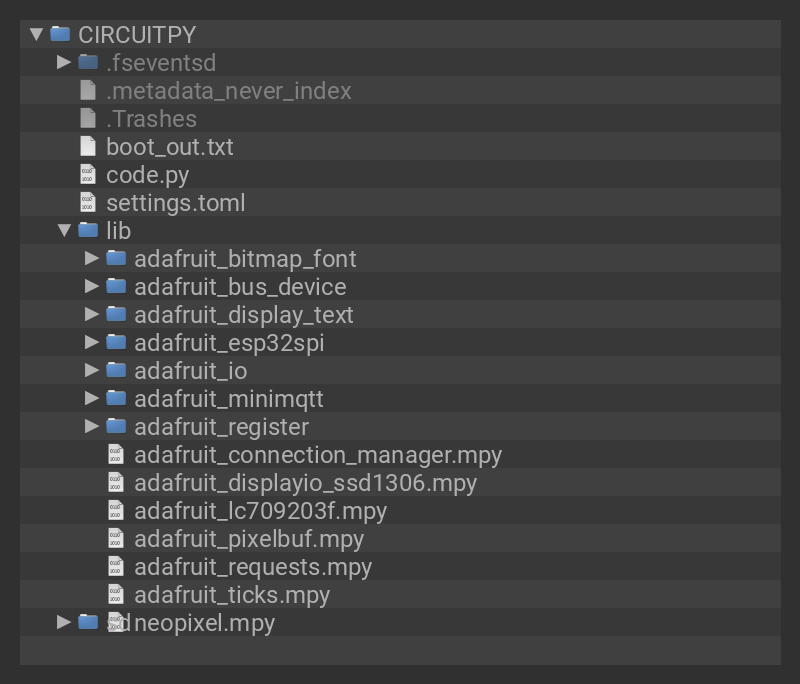 CIRCUITPY
.fseventsd
.metadata_never_index
.Trashes
boot_out.txt
code.py
settings.toml
lib
adafruit_bitmap_font
adafruit_bus_device
adafruit_display_text
adafruit_esp32spi
adafruit_io
adafruit_minimqtt
adafruit_register
adafruit_connection_manager.mpy
adafruit_displayio_ssd1306.mpy
adafruit_lc709203f.mpy
adafruit_pixelbuf.mpy
adafruit_requests.mpy
adafruit_ticks.mpy
sd neopixel.mpy